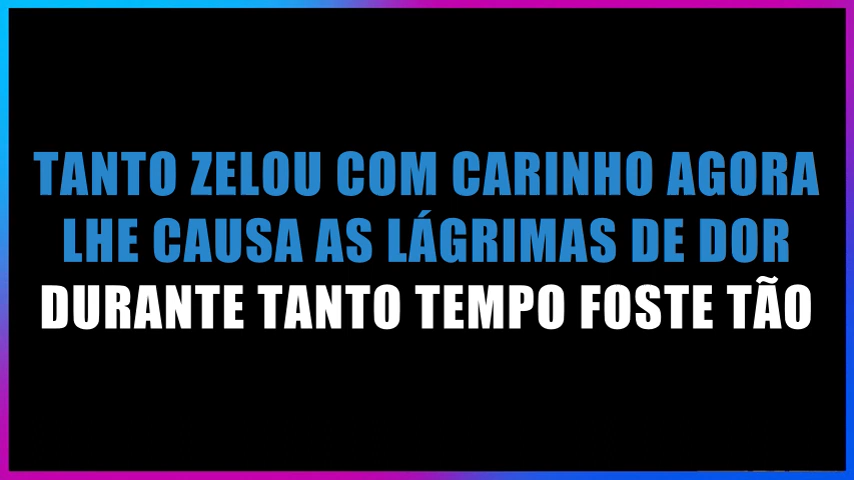 TANTO ZELOU COM CARINHO AGORA
LHE CAUSA AS LÁGRIMAS DE DOR
DURANTE TANTO TEMPO FOSTE TÃO